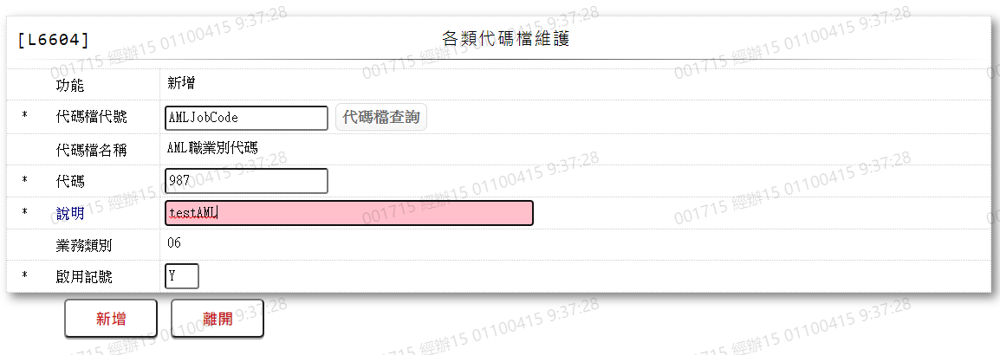 [L6604] 各類代碼檔維護
功能 新增
* 代碼檔代號 AMLJobCode 代碼檔查詢
代碼檔名稱 AML職業別代碼
* 代碼 987
* 說明 testAML
業務類別 06
* 啟用記號 Y
新增 離開
001715 經辦15 01100415 9:37:28